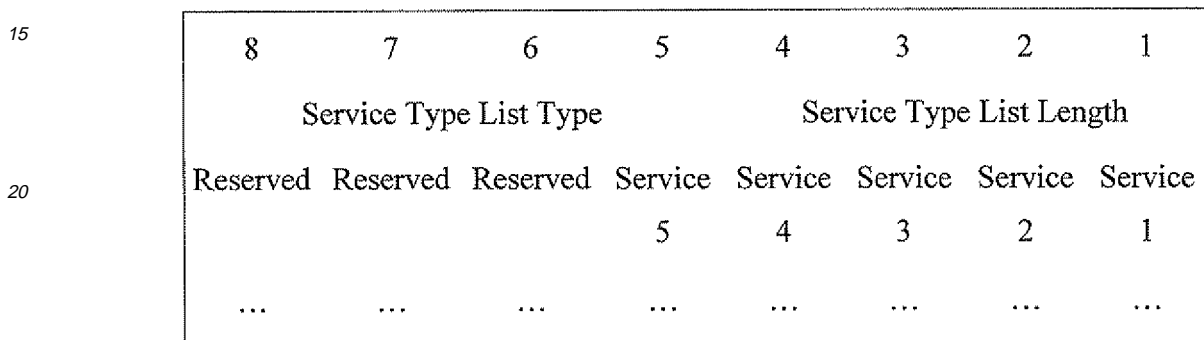 15
8 7 6 5 4 3 2 1
Service Type List Type Service Type List Length
20
Reserved Reserved Reserved Service Service Service Service Service
5 4 3 2 1
... ... ... ... ... ... ... ...